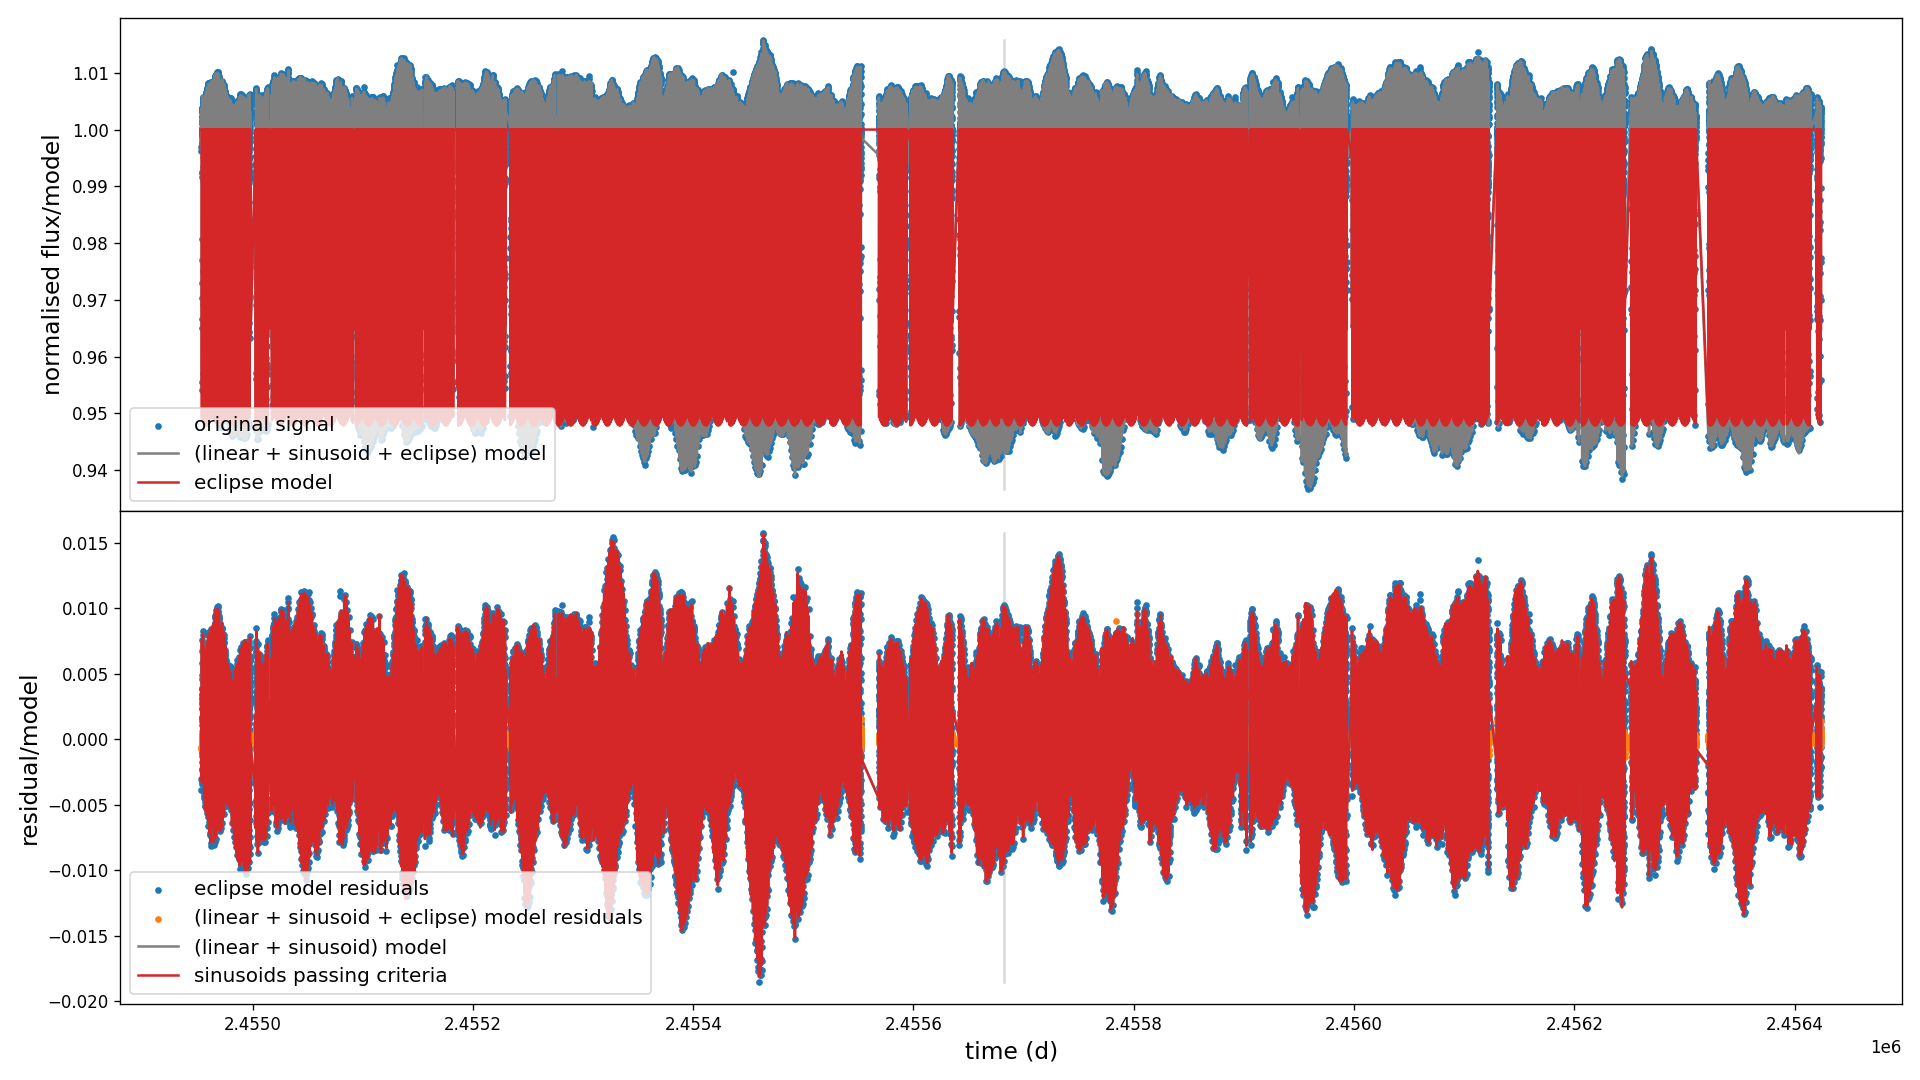 normalised flux/model
1.01
1.00
0.99
0.98
0.97
0.96
0.95
0.94
original signal
(linear + sinusoid + eclipse) model
eclipse model
residual/model
0.015
0.010
0.005
0.000
−0.005
−0.010
−0.015
−0.020
eclipse model residuals
(linear + sinusoid + eclipse) model residuals
(linear + sinusoid) model
sinusoids passing criteria
2.4550 2.4552 2.4554 2.4556 2.4558 2.4560 2.4562 2.4564
time (d)
1e6